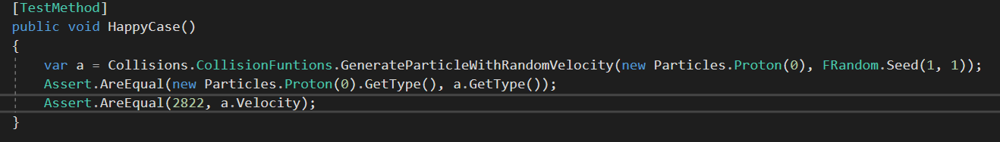 [TestMethod]
public void HappyCase()
{
var a = Collisions.CollisionFuntions.GenerateParticleWithRandomVelocity(new Particles.Proton(0), FRandom.Seed(1, 1));
Assert.AreEqual(new Particles.Proton(0).GetType(), a.GetType());
Assert.AreEqual(2822, a.Velocity);
}